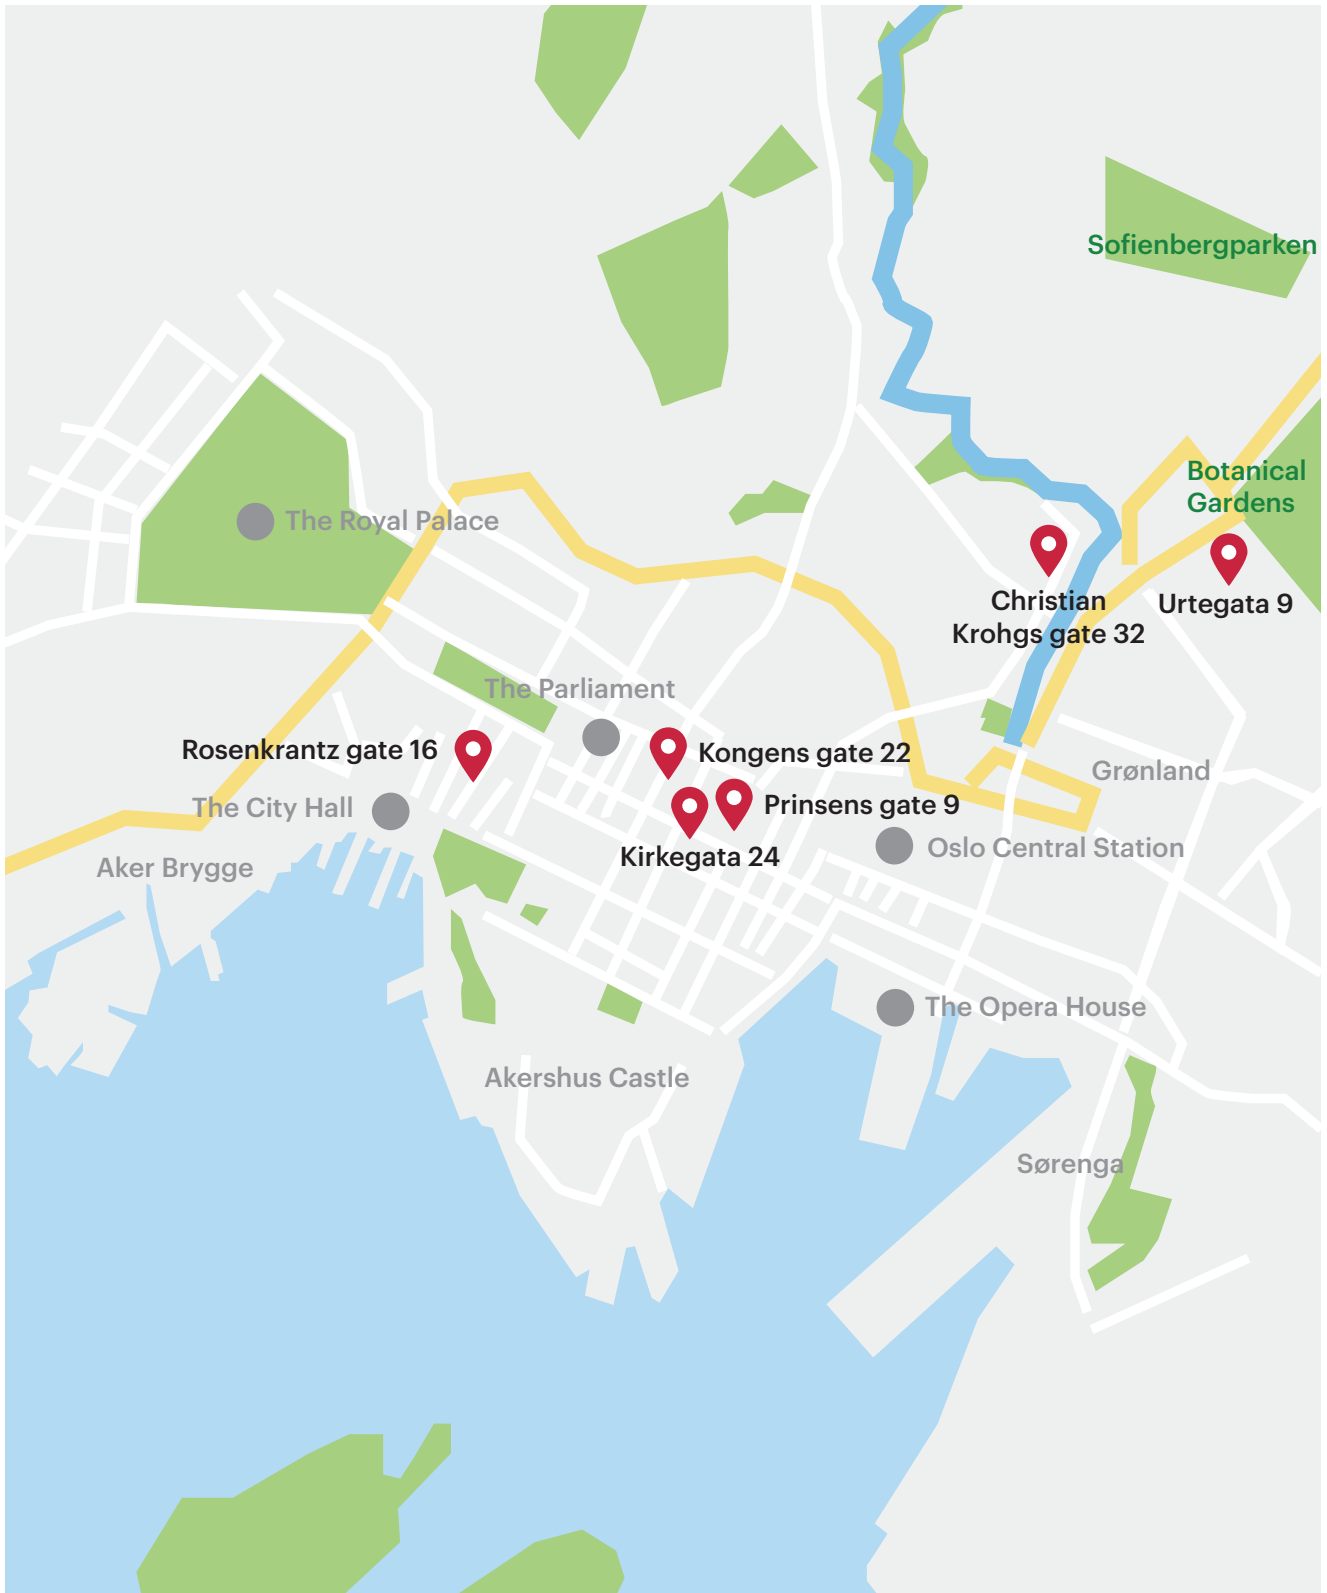 Sofienbergparken
Botanical
Gardens
The Royal Palace
Christian
Krohgs gate 32
Urtegata 9
The Parliament
Rosenkrantz gate 16
Kongens gate 22
Grønland
The City Hall
Prinsens gate 9
Kirkegata 24
Oslo Central Station
Aker Brygge
The Opera House
Akershus Castle
Sørenga